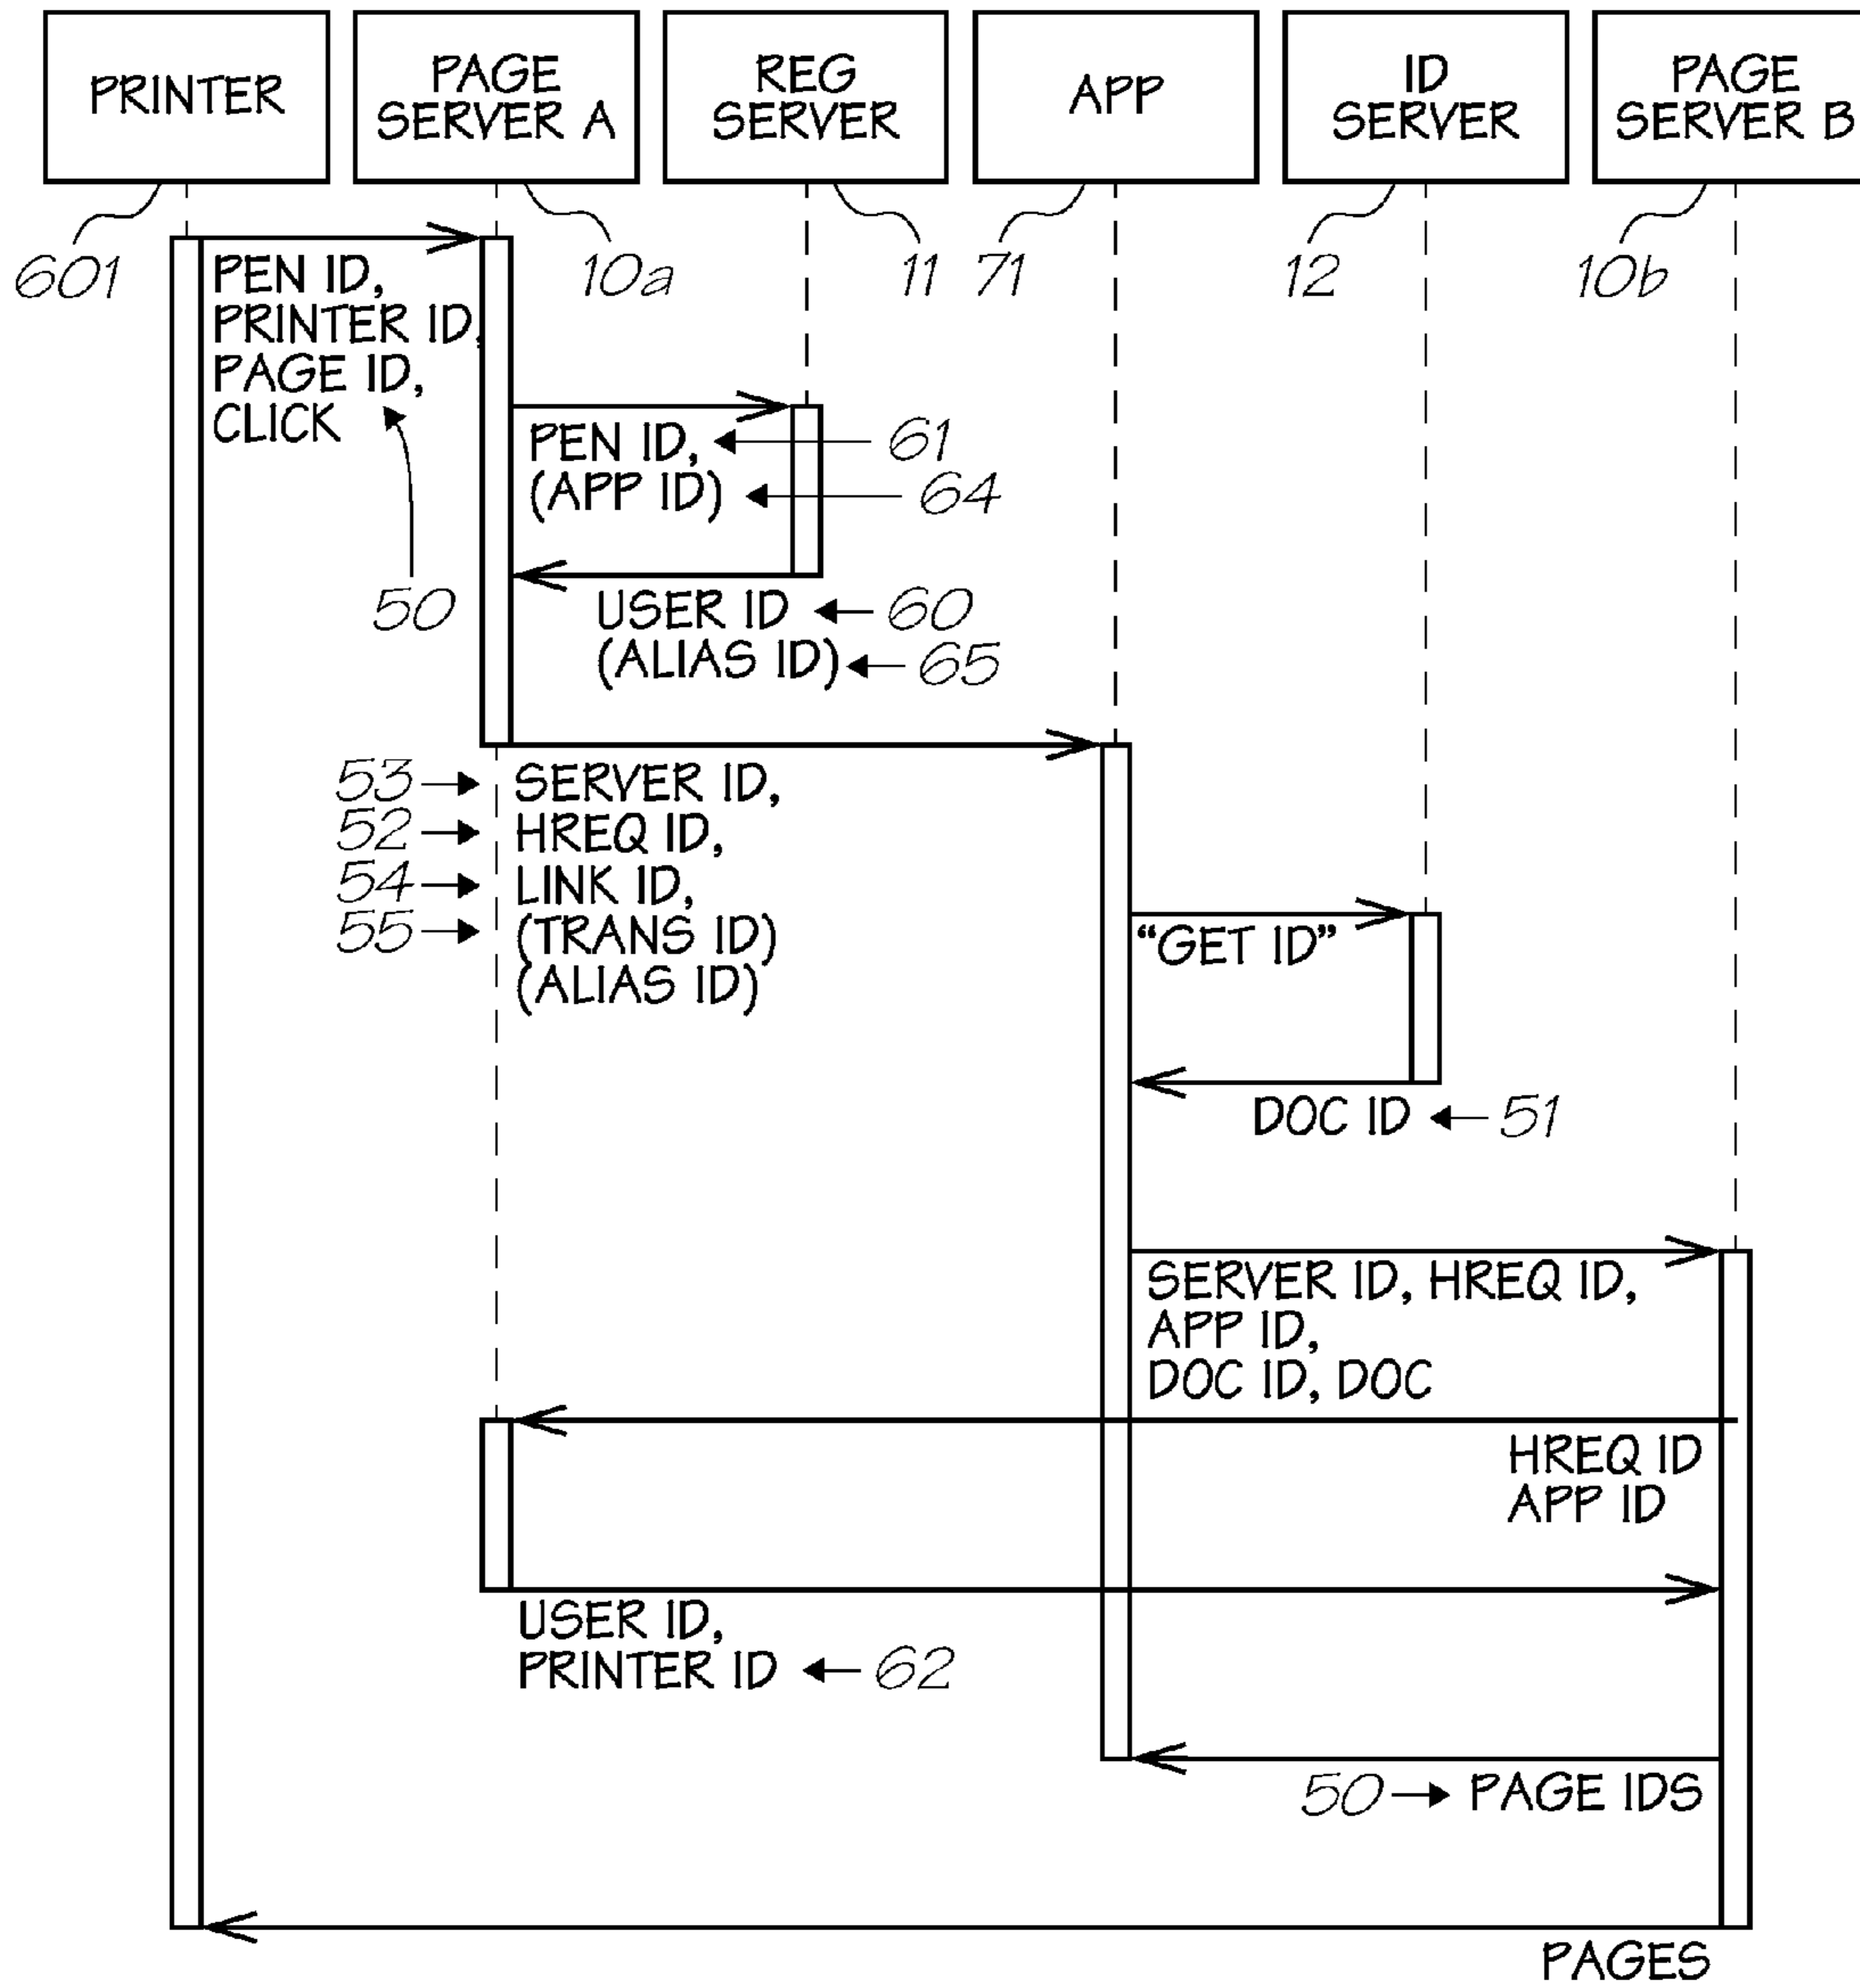 PRINTER
PAGE
SERVER A
REG
SERVER
APP
ID
SERVER
PAGE
SERVER B
601
10a
11
71
12
10b
PEN ID,
PRINTER ID,
PAGE ID,
CLICK
50
PEN ID,
61
(APP ID)
64
USER ID
60
(ALIAS ID)
65
53
SERVER ID,
52
HREQ ID,
54
LINK ID,
55
(TRANS ID)
(ALIAS ID)
“GET ID”
DOC ID
51
SERVER ID, HREQ ID,
APP ID,
DOC ID, DOC
HREQ ID
APP ID
USER ID,
PRINTER ID
62
50
PAGE IDS
PAGES